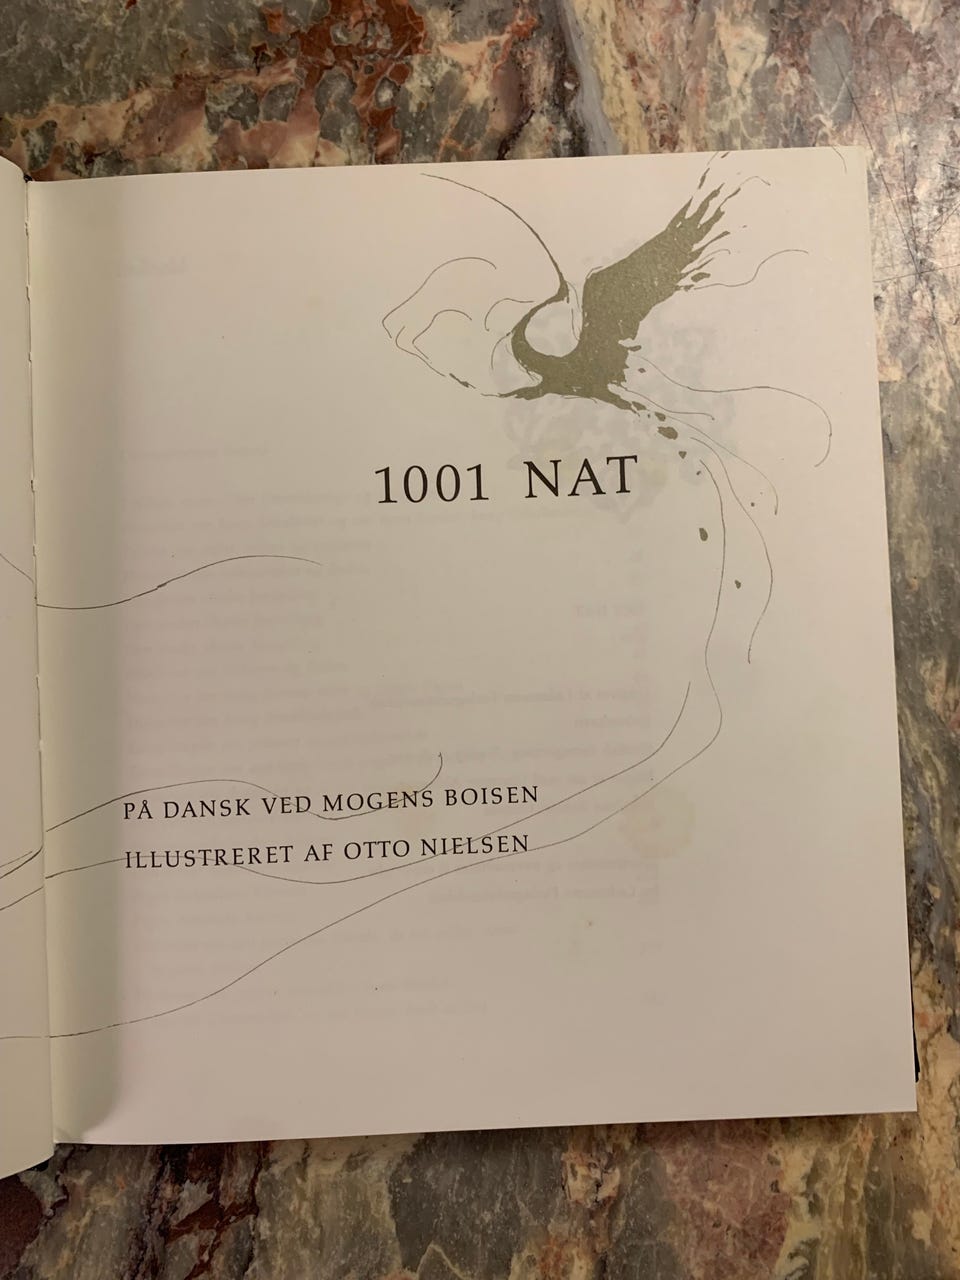 1001 NAT
PÅ DANSK VED MOGENS BOISEN
ILLUSTRERET AF OTTO NIELSEN